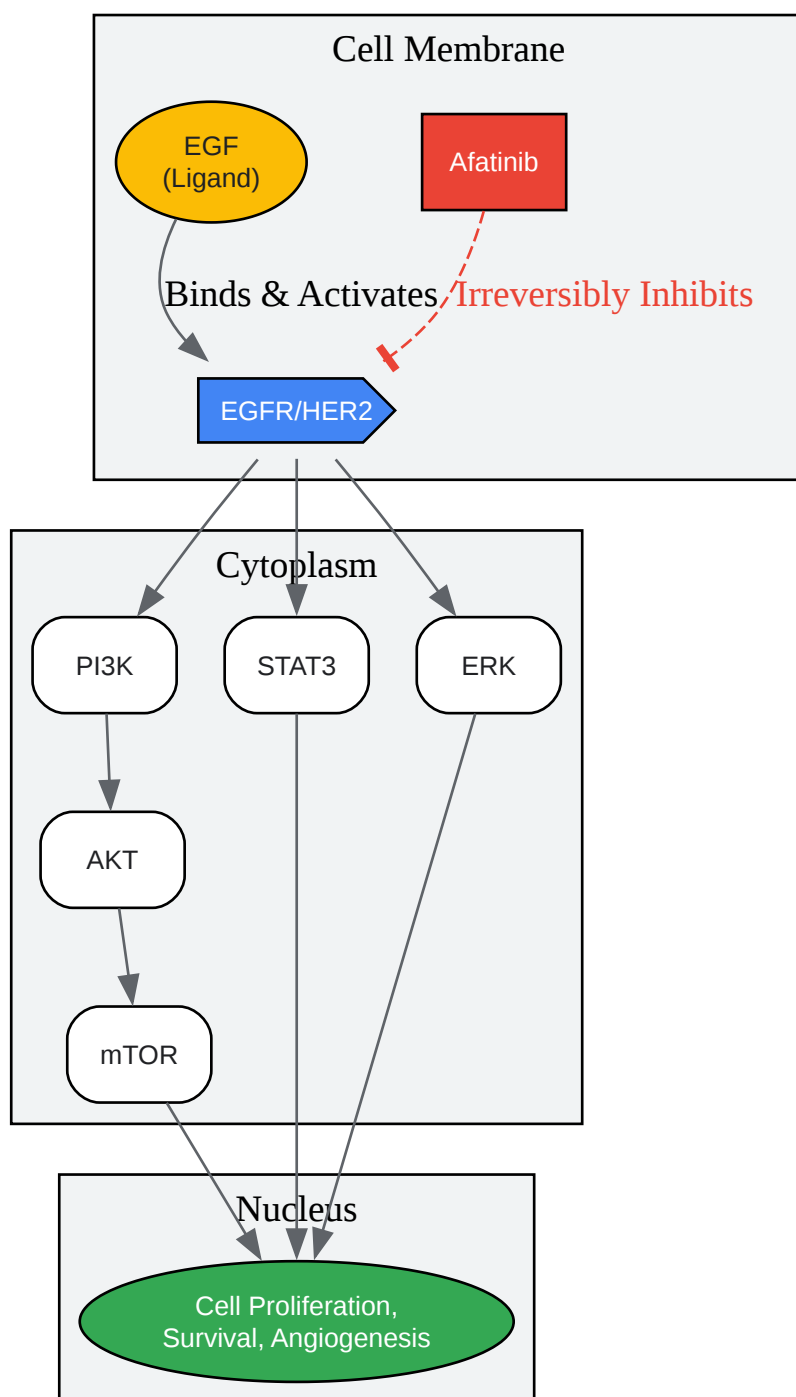 Cell Membrane
EGF
(Ligand)
Afatinib
Binds & Activates
Irreversibly Inhibits
EGFR/HER2
Cytoplasm
PI3K
STAT3
ERK
AKT
mTOR
Nucleus
Cell Proliferation,
Survival, Angiogenesis